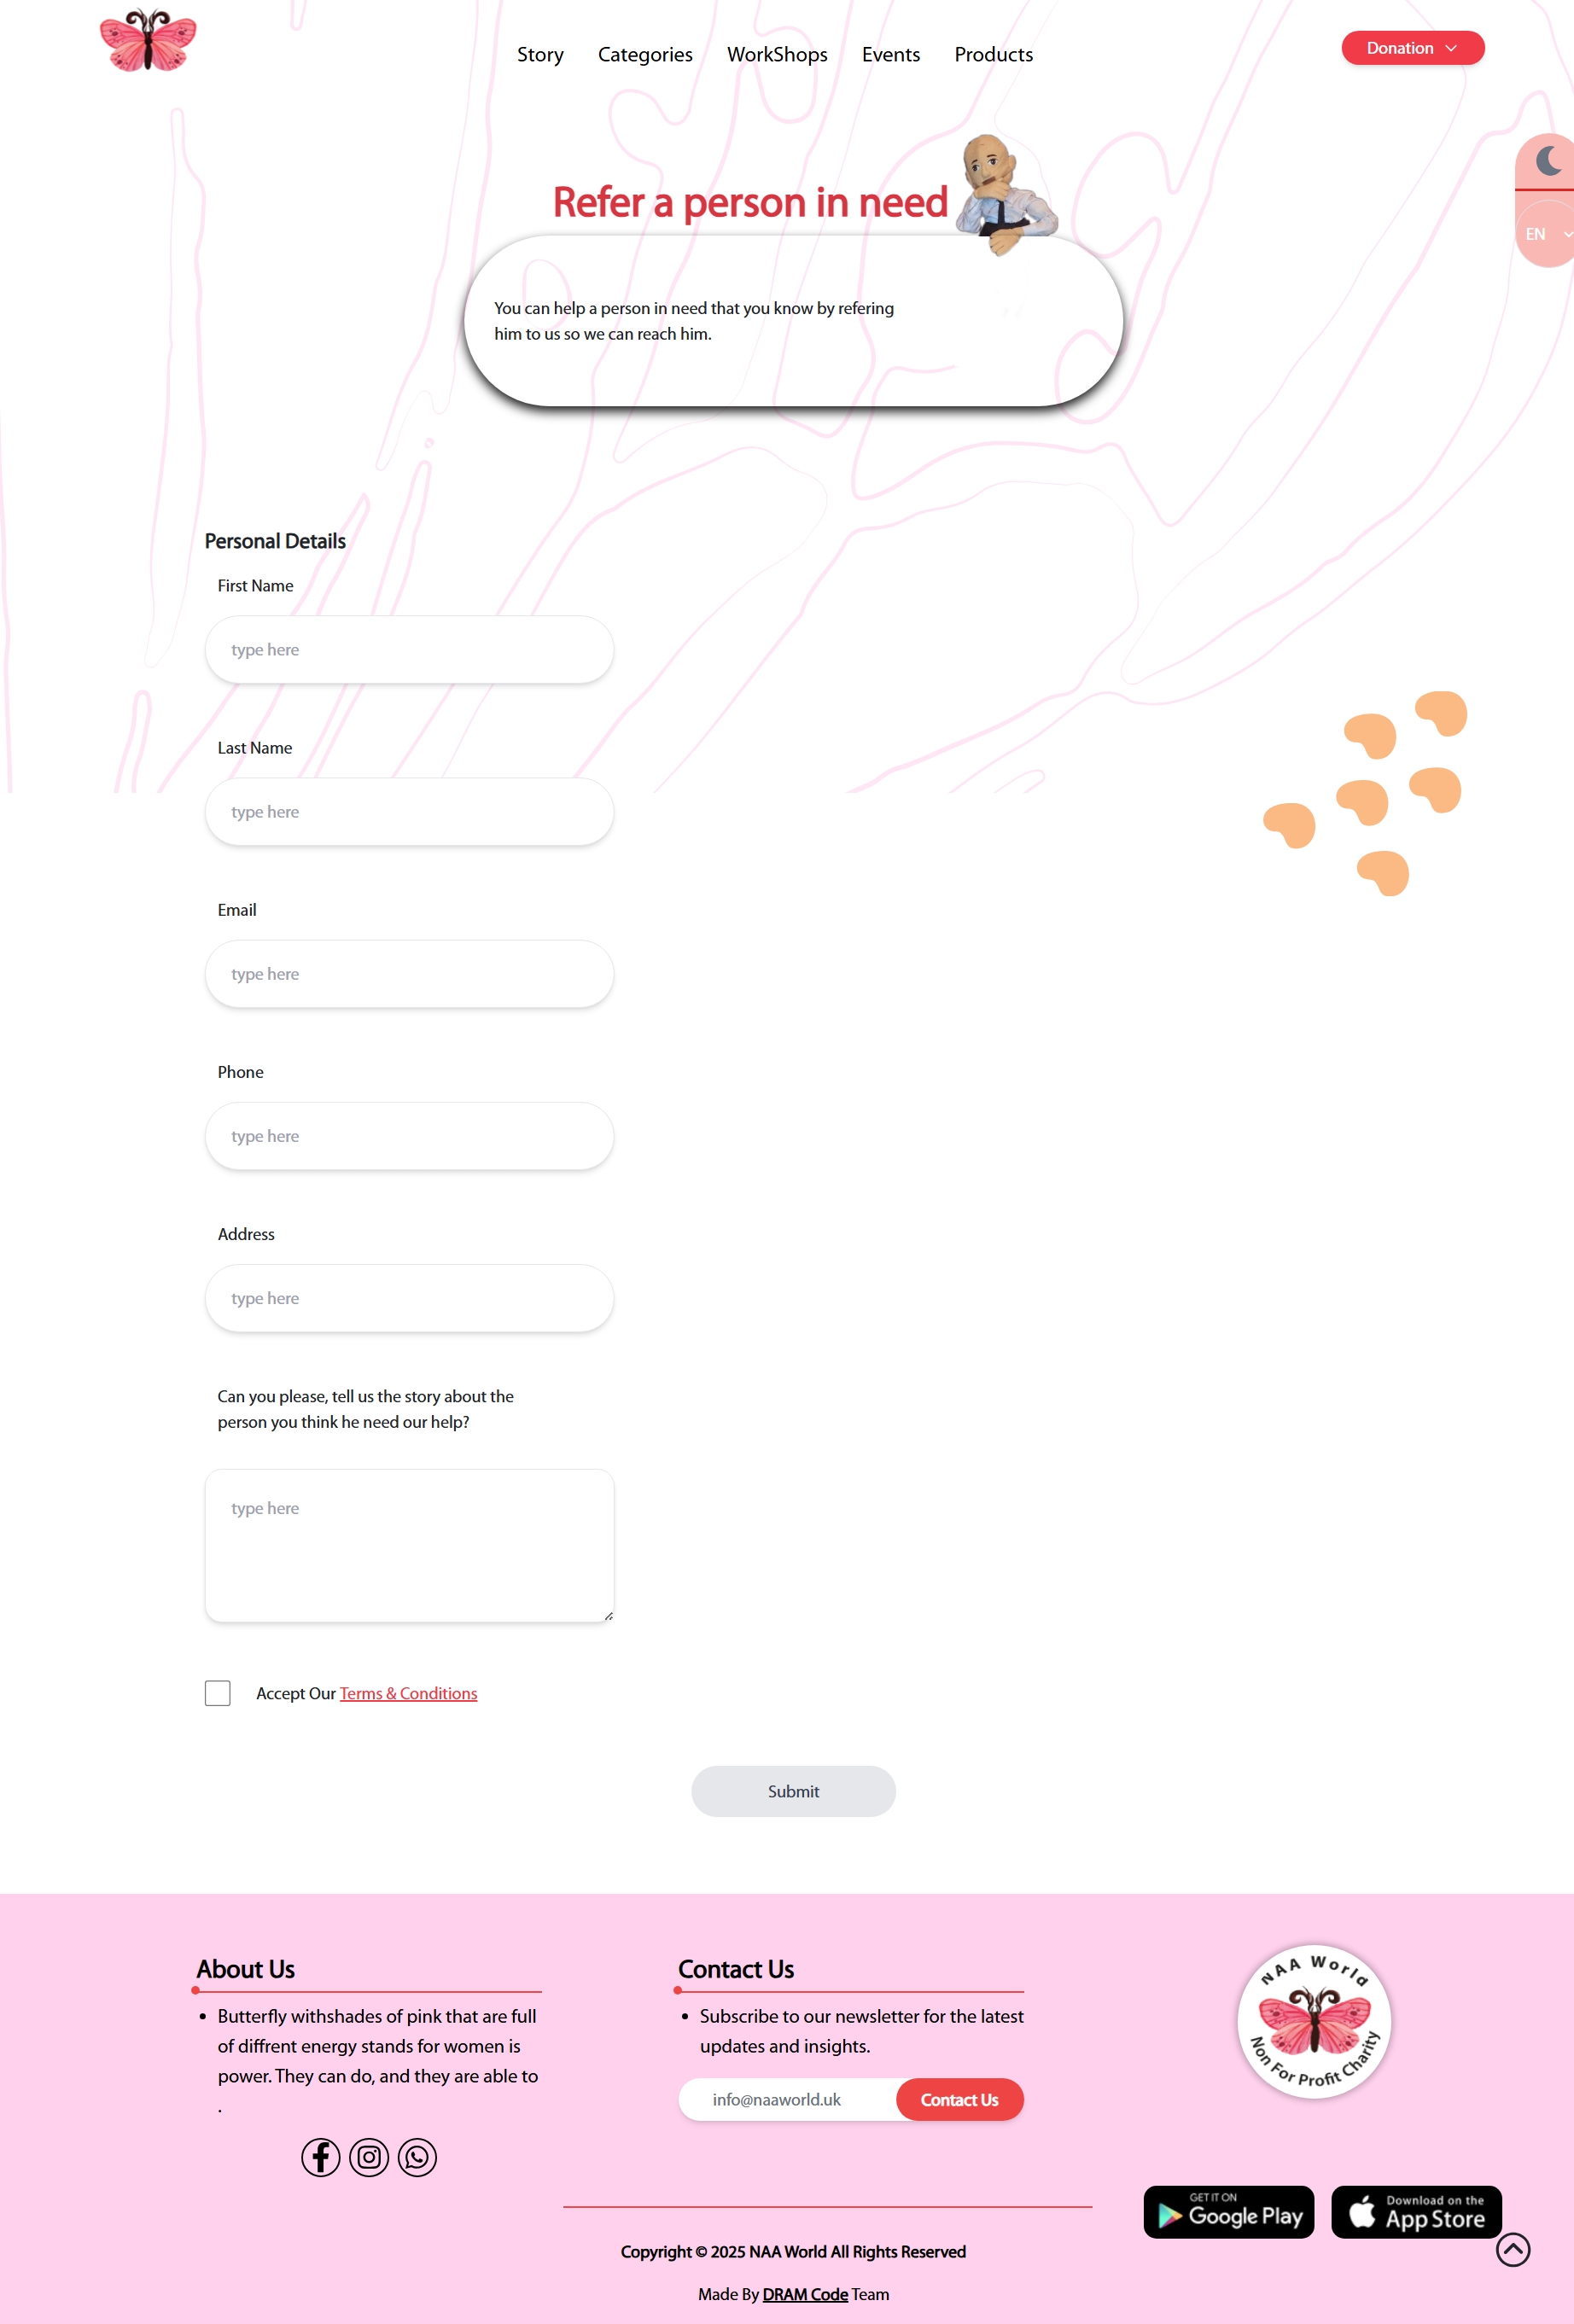 Story Categories WorkShops Events Products
Donation
EN
Refer a person in need
You can help a person in need that you know by refering
him to us so we can reach him.
Personal Details
First Name
type here
Last Name
type here
Email
type here
Phone
type here
Address
type here
Can you please, tell us the story about the
person you think he need our help?
type here
Accept Our Terms & Conditions
Submit
About Us
Butterfly withshades of pink that are full
of diffrent energy stands for women is
power. They can do, and they are able to
.
Contact Us
Subscribe to our newsletter for the latest
updates and insights.
info@naaworld.uk
Contact Us
NAA World
Non For Profit Charity
GET IT ON
Google Play
Download on the
App Store
Copyright © 2025 NAA World All Rights Reserved
Made By DRAM Code Team